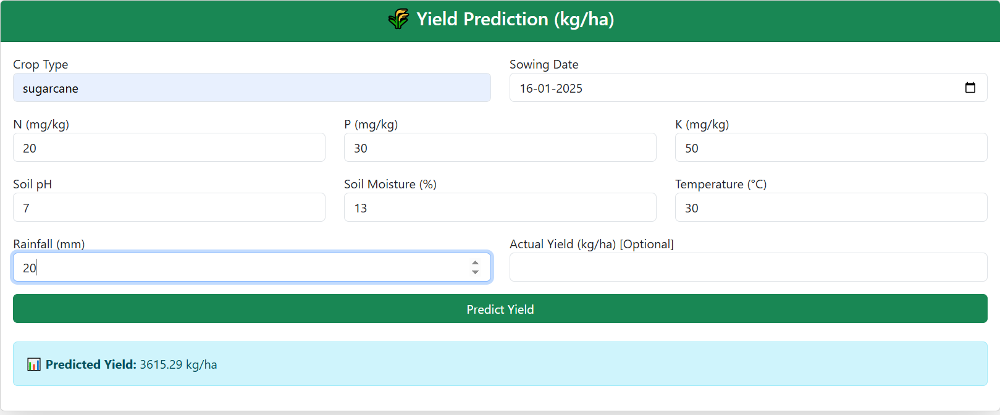 Yield Prediction (kg/ha)
Crop Type
sugarcane
Sowing Date
16-01-2025
N (mg/kg)
20
P (mg/kg)
30
K (mg/kg)
50
Soil pH
7
Soil Moisture (%)
13
Temperature (°C)
30
Rainfall (mm)
20
Actual Yield (kg/ha) [Optional]
Predict Yield
Predicted Yield: 3615.29 kg/ha